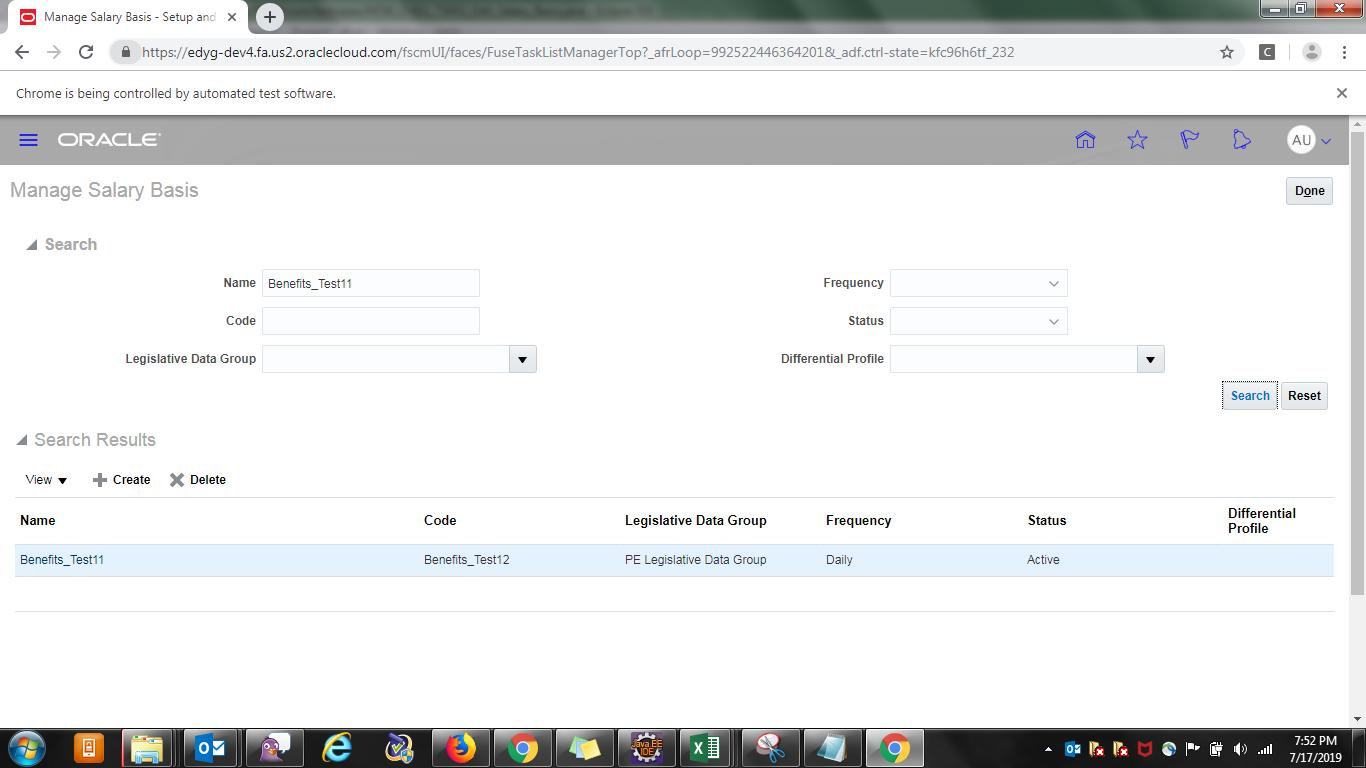 Manage Salary Basis - Setup and
https://edyg-dev4.fa.us2.oraclecloud.com/fscmUI/faces/FuseTaskListManagerTop?_afrLoop=992522446364201&_adf.ctrl-state=kfc96h6tf_232
C
Chrome is being controlled by automated test software.
ORACLE
AU
Manage Salary Basis
Done
Search
Name Benefits_Test11 Frequency
Code Status
Legislative Data Group Differential Profile
Search Reset
Search Results
View Create Delete
Name Code Legislative Data Group Frequency Status Differential
Profile
Benefits_Test11 Benefits_Test12 PE Legislative Data Group Daily Active
Java EE
IDE
7:52 PM
7/17/2019